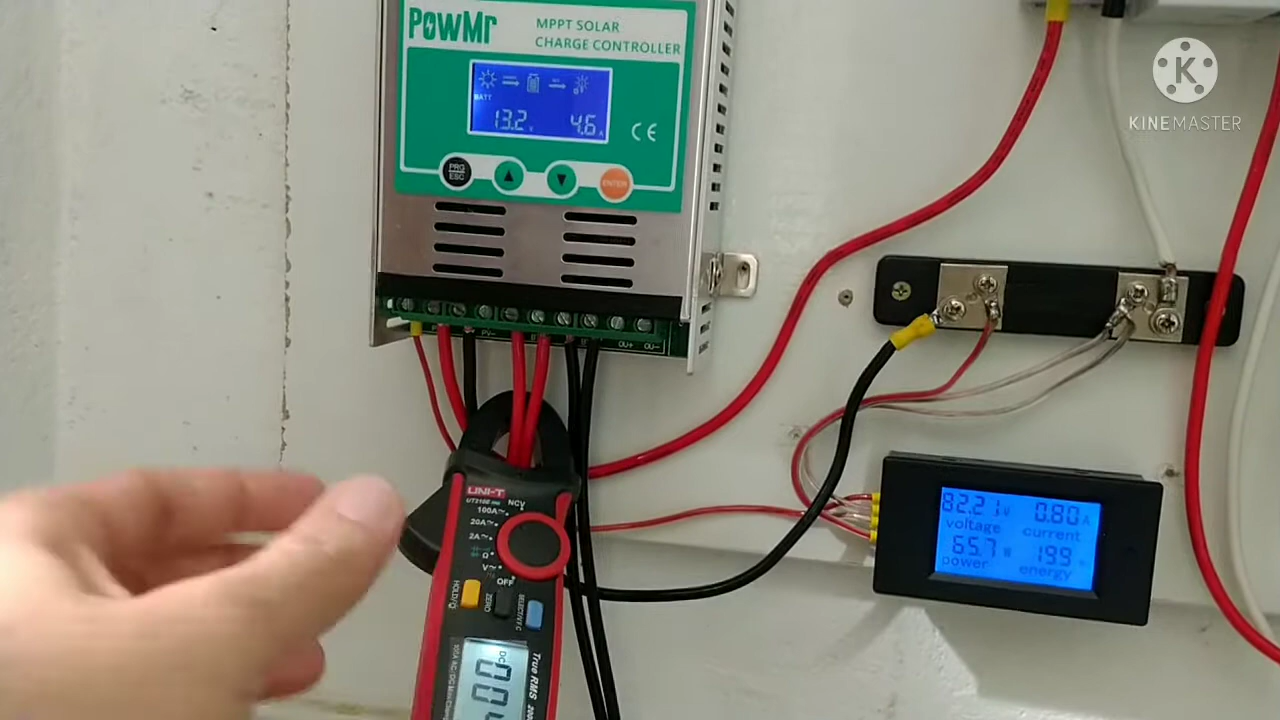 PowMr
MPPT SOLAR
CHARGE CONTROLLER
BATT
13.2 V
4.6 A
CE
PRG
ESC
ENTER
PV-
OU+ OU-
K
KINEMASTER
82.21 V 0.80 A
voltage current
65.7 199
power energy
UNI-T
NCV
100A~
20A~
2A~
Ω
V~
OFF
HOLD
ZERO
SELECT
DC
True RMS